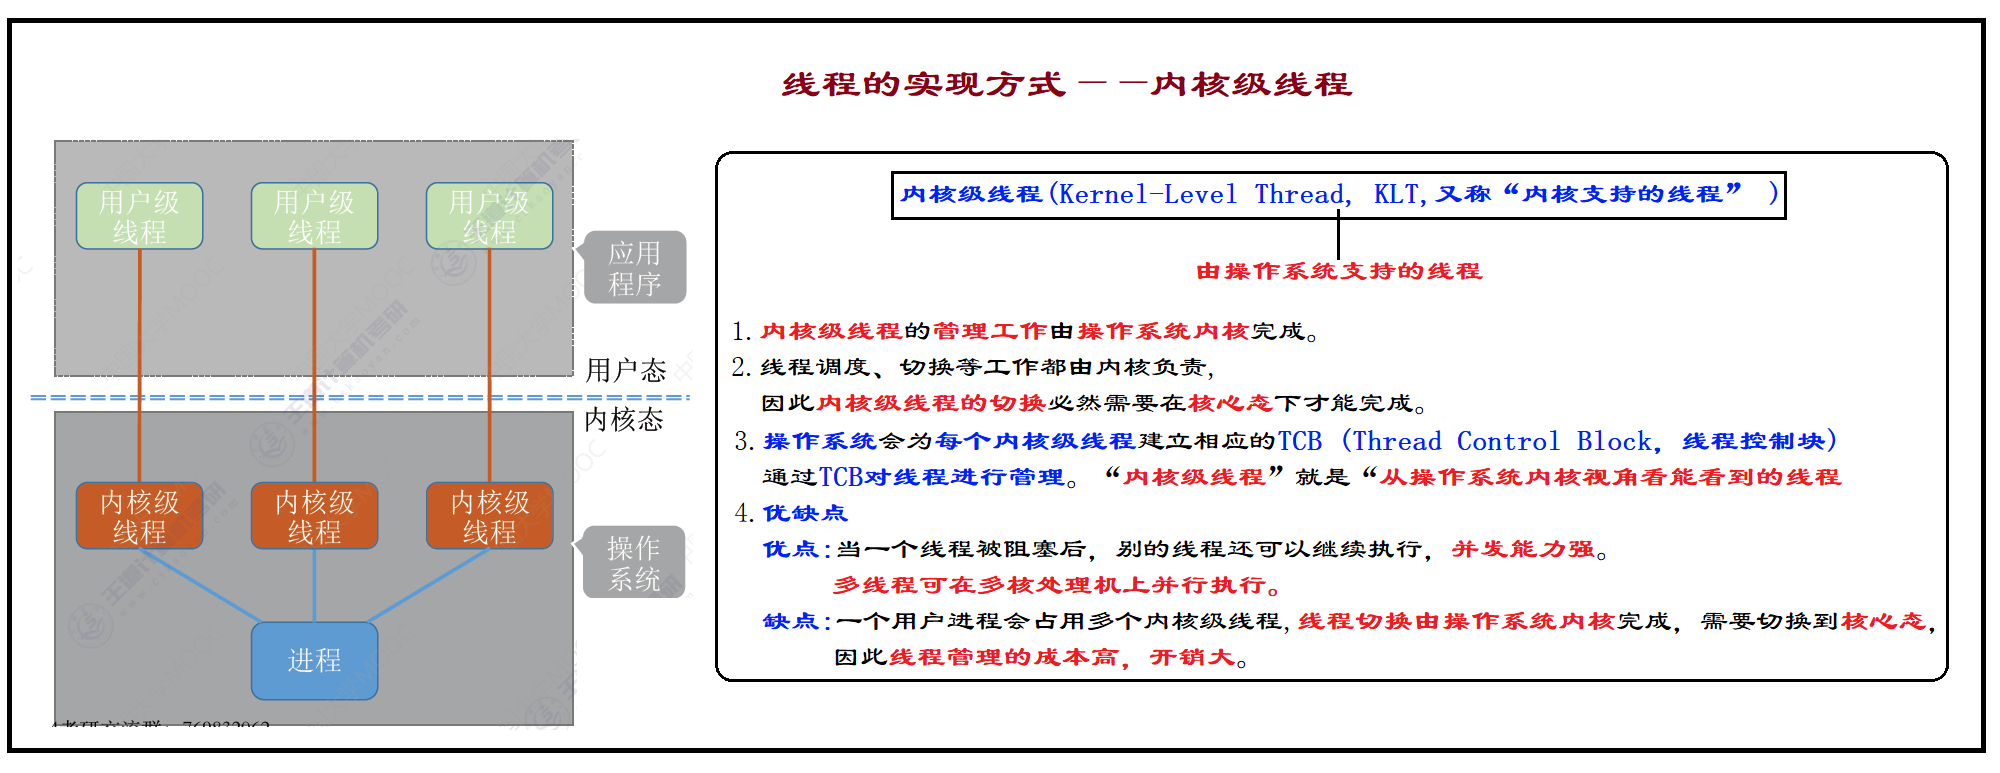 线程的实现方式——内核级线程
用户级
线程
用户级
线程
用户级
线程
应用
程序
用户态
内核态
内核级
线程
内核级
线程
内核级
线程
操作
系统
进程
内核级线程(Kernel-Level Thread, KLT,又称“内核支持的线程” )
由操作系统支持的线程
1. 内核级线程的管理工作由操作系统内核完成。
2. 线程调度、切换等工作都由内核负责,
因此内核级线程的切换必然需要在核心态下才能完成。
3. 操作系统会为每个内核级线程建立相应的TCB (Thread Control Block, 线程控制块)
通过TCB对线程进行管理。“内核级线程”就是“从操作系统内核视角看能看到的线程
4. 优缺点
优点:当一个线程被阻塞后，别的线程还可以继续执行，并发能力强。
多线程可在多核处理机上并行执行。
缺点:一个用户进程会占用多个内核级线程,线程切换由操作系统内核完成，需要切换到核心态,
因此线程管理的成本高，开销大。